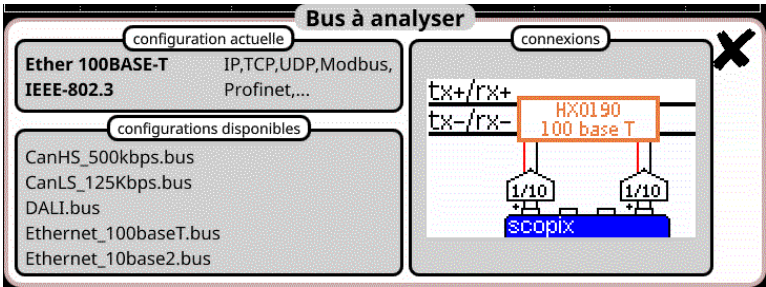 Bus à analyser
configuration actuelle
Ether 100BASE-T IP,TCP,UDP,Modbus,
IEEE-802.3 Profinet,...
configurations disponibles
CanHS_500kbps.bus
CanLS_125Kbps.bus
DALI.bus
Ethernet_100baseT.bus
Ethernet_10base2.bus
connexions
tx+/rx+
tx-/rx-
HX0190
100 base T
1/10 1/10
+ +
scopix